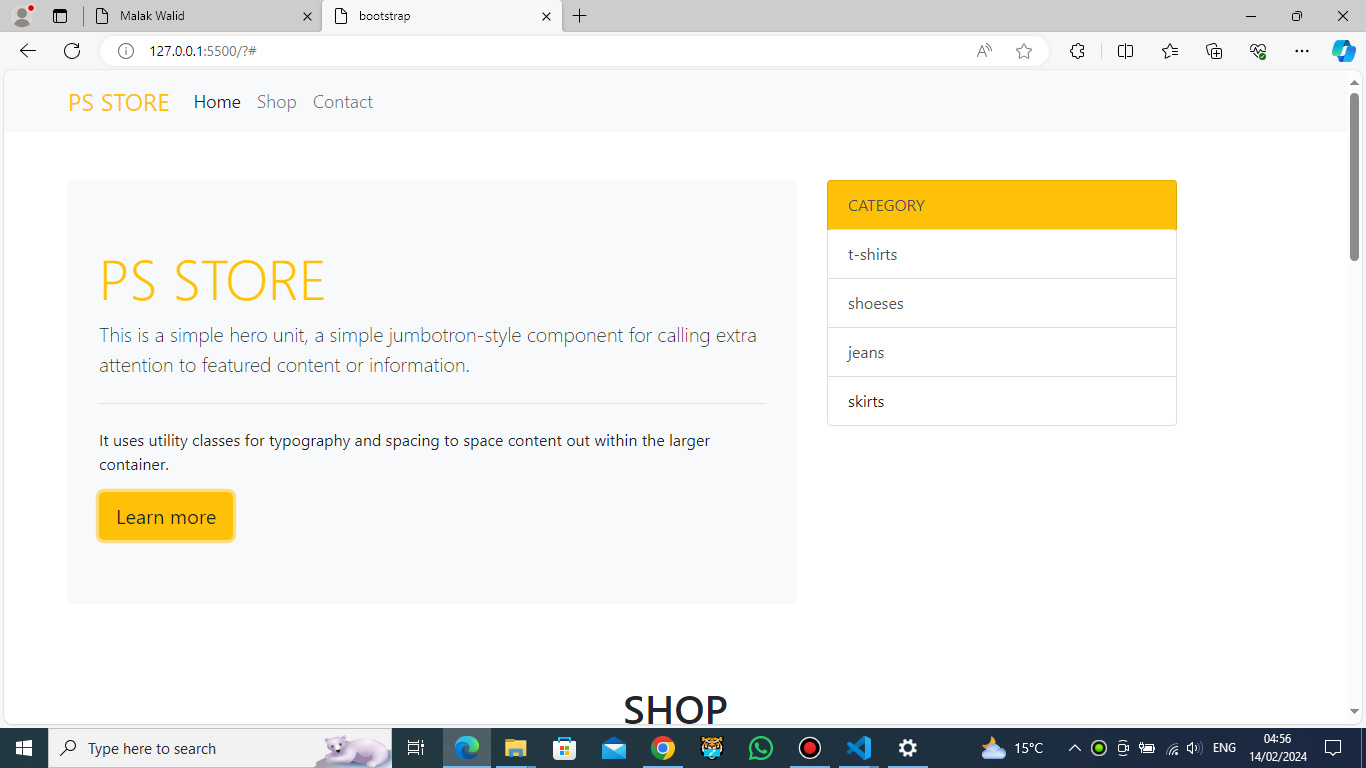 Malak Walid
bootstrap
127.0.0.1:5500/?#
PS STORE Home Shop Contact
PS STORE
This is a simple hero unit, a simple jumbotron-style component for calling extra
attention to featured content or information.
It uses utility classes for typography and spacing to space content out within the larger
container.
Learn more
CATEGORY
t-shirts
shoeses
jeans
skirts
SHOP
Type here to search
15°C
ENG
04:56
14/02/2024